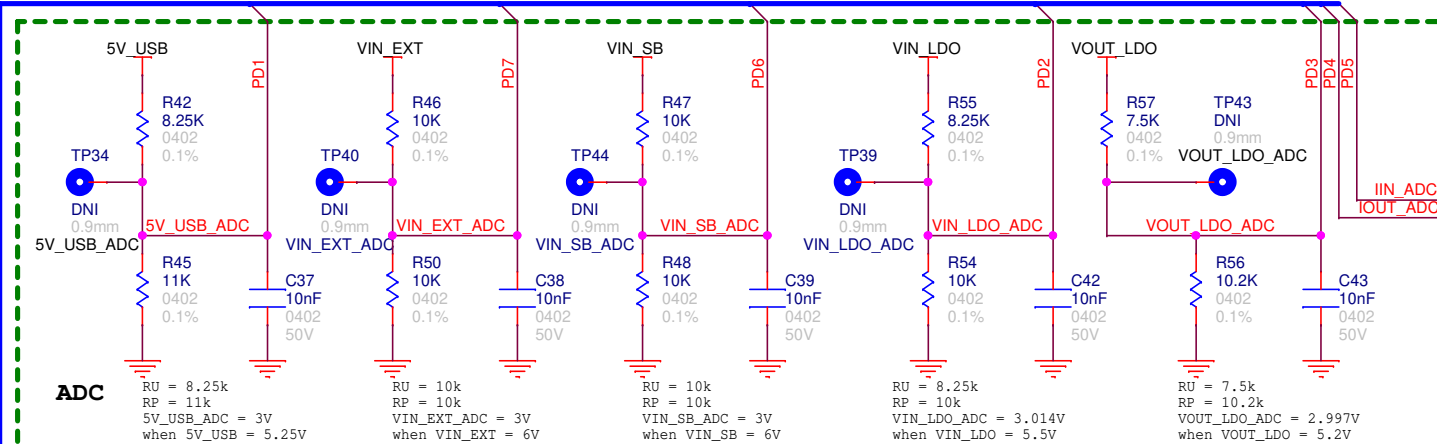 5V_USB
VIN_EXT
VIN_SB
VIN_LDO
VOUT_LDO
PD1
PD7
PD6
PD2
PD3
PD4
PD5
R42
8.25K
0402
0.1%
R46
10K
0402
0.1%
R47
10K
0402
0.1%
R55
8.25K
0402
0.1%
R57
7.5K
0402
0.1%
TP43
DNI
0.9mm
VOUT_LDO_ADC
TP34
DNI
0.9mm
5V_USB_ADC
TP40
DNI
0.9mm
VIN_EXT_ADC
TP44
DNI
0.9mm
VIN_SB_ADC
TP39
DNI
0.9mm
VIN_LDO_ADC
IIN_ADC
IOUT_ADC
5V_USB_ADC
VIN_EXT_ADC
VIN_SB_ADC
VIN_LDO_ADC
VOUT_LDO_ADC
R45
11K
0402
0.1%
C37
10nF
0402
50V
R50
10K
0402
0.1%
C38
10nF
0402
50V
R48
10K
0402
0.1%
C39
10nF
0402
50V
R54
10K
0402
0.1%
C42
10nF
0402
50V
R56
10.2K
0402
0.1%
C43
10nF
0402
50V
ADC
RU = 8.25k
RP = 11k
5V_USB_ADC = 3V
when 5V_USB = 5.25V
RU = 10k
RP = 10k
VIN_EXT_ADC = 3V
when VIN_EXT = 6V
RU = 10k
RP = 10k
VIN_SB_ADC = 3V
when VIN_SB = 6V
RU = 8.25k
RP = 10k
VIN_LDO_ADC = 3.014V
when VIN_LDO = 5.5V
RU = 7.5k
RP = 10.2k
VOUT_LDO_ADC = 2.997V
when VOUT_LDO = 5.2V